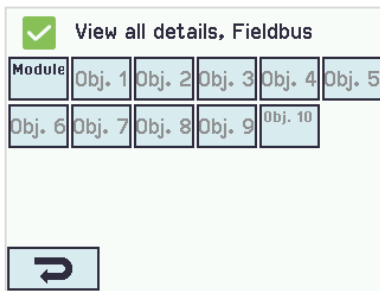 View all details, Fieldbus
Module Obj. 1 Obj. 2 Obj. 3 Obj. 4 Obj. 5
Obj. 6 Obj. 7 Obj. 8 Obj. 9 Obj. 10